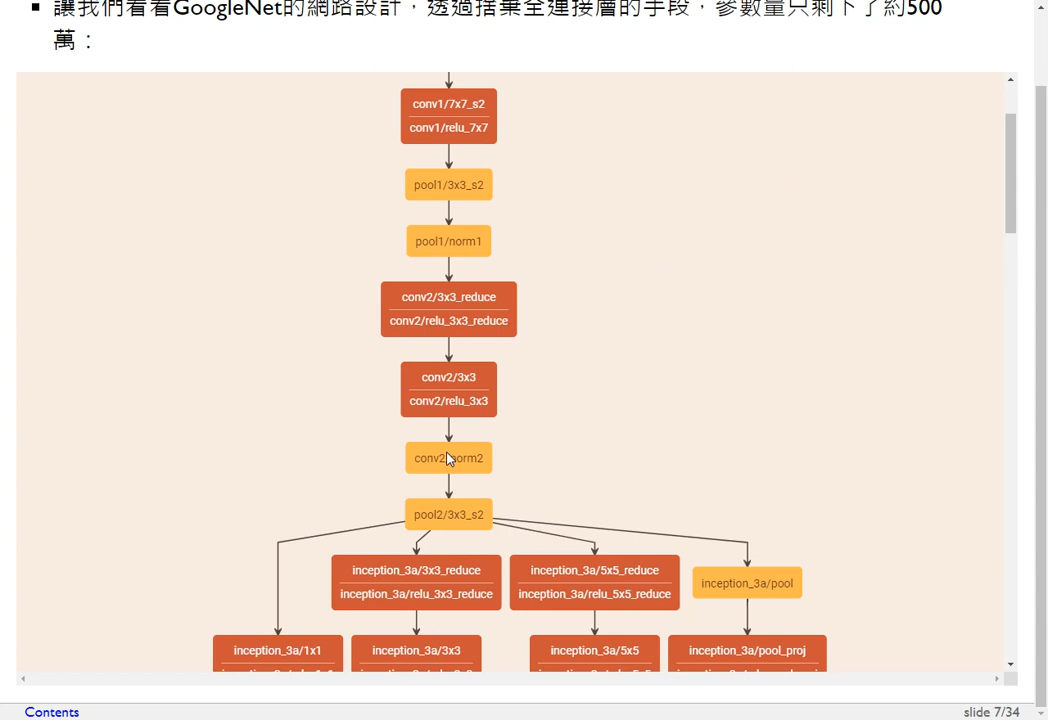 讓我們看看GoogleNet的網路設計，透過捨棄全連接層的手段，參數量只剩下了約500
萬：
conv1/7x7_s2
conv1/relu_7x7
pool1/3x3_s2
pool1/norm1
conv2/3x3_reduce
conv2/relu_3x3_reduce
conv2/3x3
conv2/relu_3x3
conv2/norm2
pool2/3x3_s2
inception_3a/3x3_reduce
inception_3a/relu_3x3_reduce
inception_3a/5x5_reduce
inception_3a/relu_5x5_reduce
inception_3a/pool
inception_3a/1x1
inception_3a/3x3
inception_3a/5x5
inception_3a/pool_proj
Contents
slide 7/34